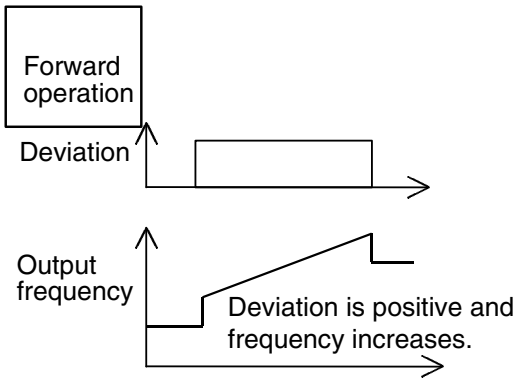 Forward
operation
Deviation
Output
frequency
Deviation is positive and
frequency increases.